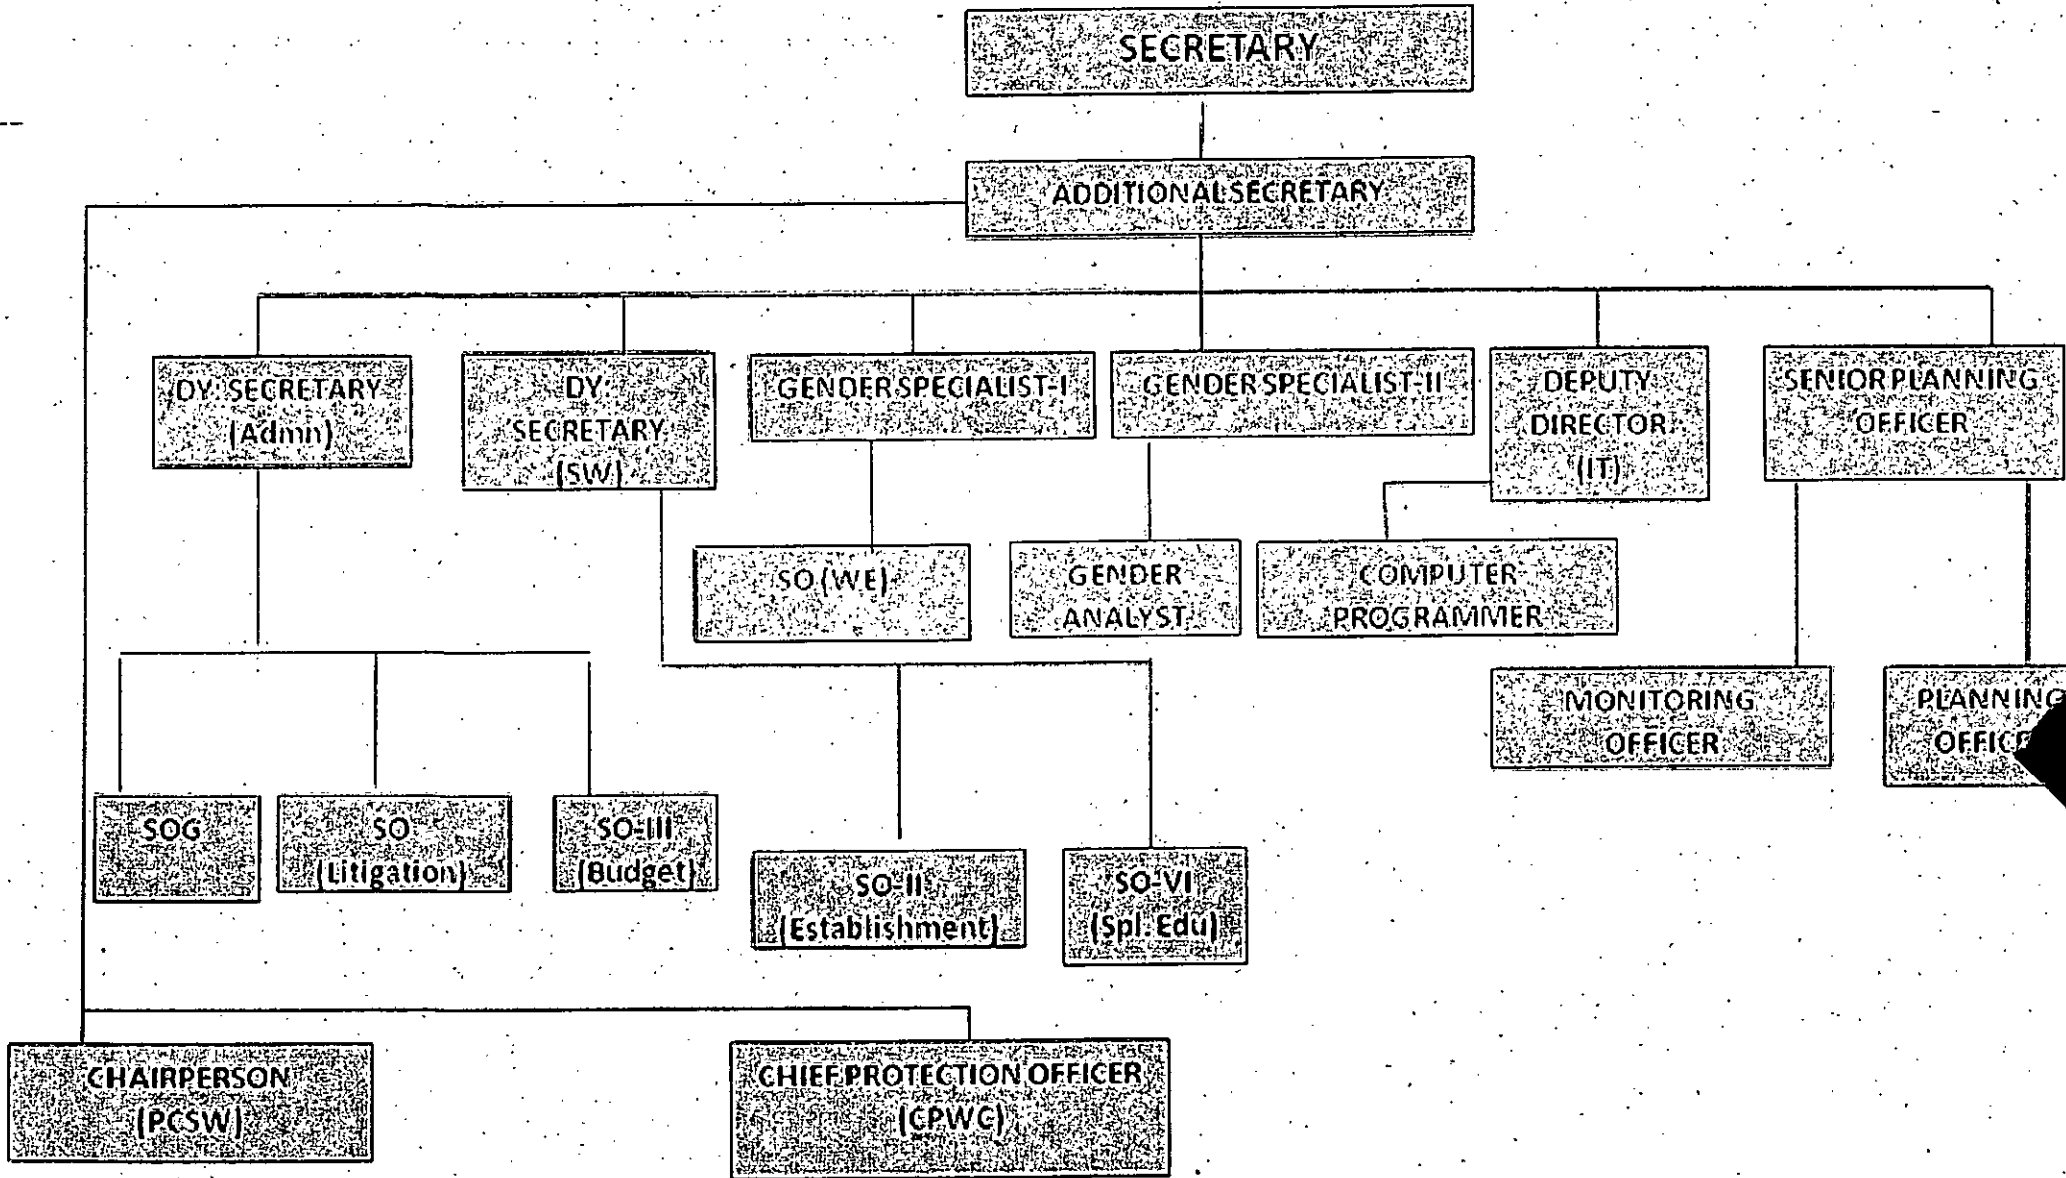 SECRETARY
ADDITIONAL SECRETARY
DY: SECRETARY
(Admn)
DY:
SECRETARY
(SW)
GENDER SPECIALIST-I
GENDER SPECIALIST-II
DEPUTY
DIRECTOR
(IT)
SENIOR PLANNING
OFFICER
SO (WE)
GENDER
ANALYST
COMPUTER
PROGRAMMER
MONITORING
OFFICER
PLANNING
SOG
SO
(Litigation)
SO-III
(Budget)
SO-II
(Establishment)
SO-VI
(Spl. Edu)
CHAIRPERSON
(PCSW)
CHIEF PROTECTION OFFICER
(CPWC)